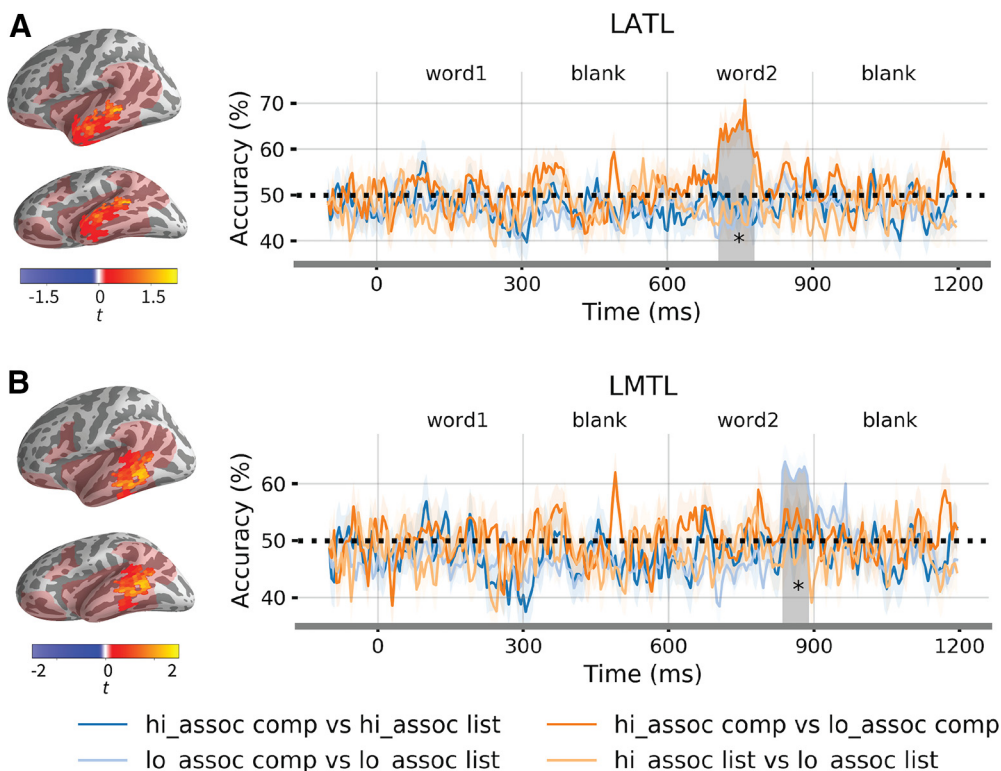 A
LATL
word1 blank word2 blank
70
60
50
40
Accuracy (%)
*
0 300 600 900 1200
Time (ms)
-1.5 0 1.5
t
B
LMTL
word1 blank word2 blank
60
50
40
Accuracy (%)
*
0 300 600 900 1200
Time (ms)
-2 0 2
t
hi_assoc comp vs hi_assoc list hi_assoc comp vs lo_assoc comp
lo_assoc comp vs lo_assoc list hi_assoc list vs lo_assoc list